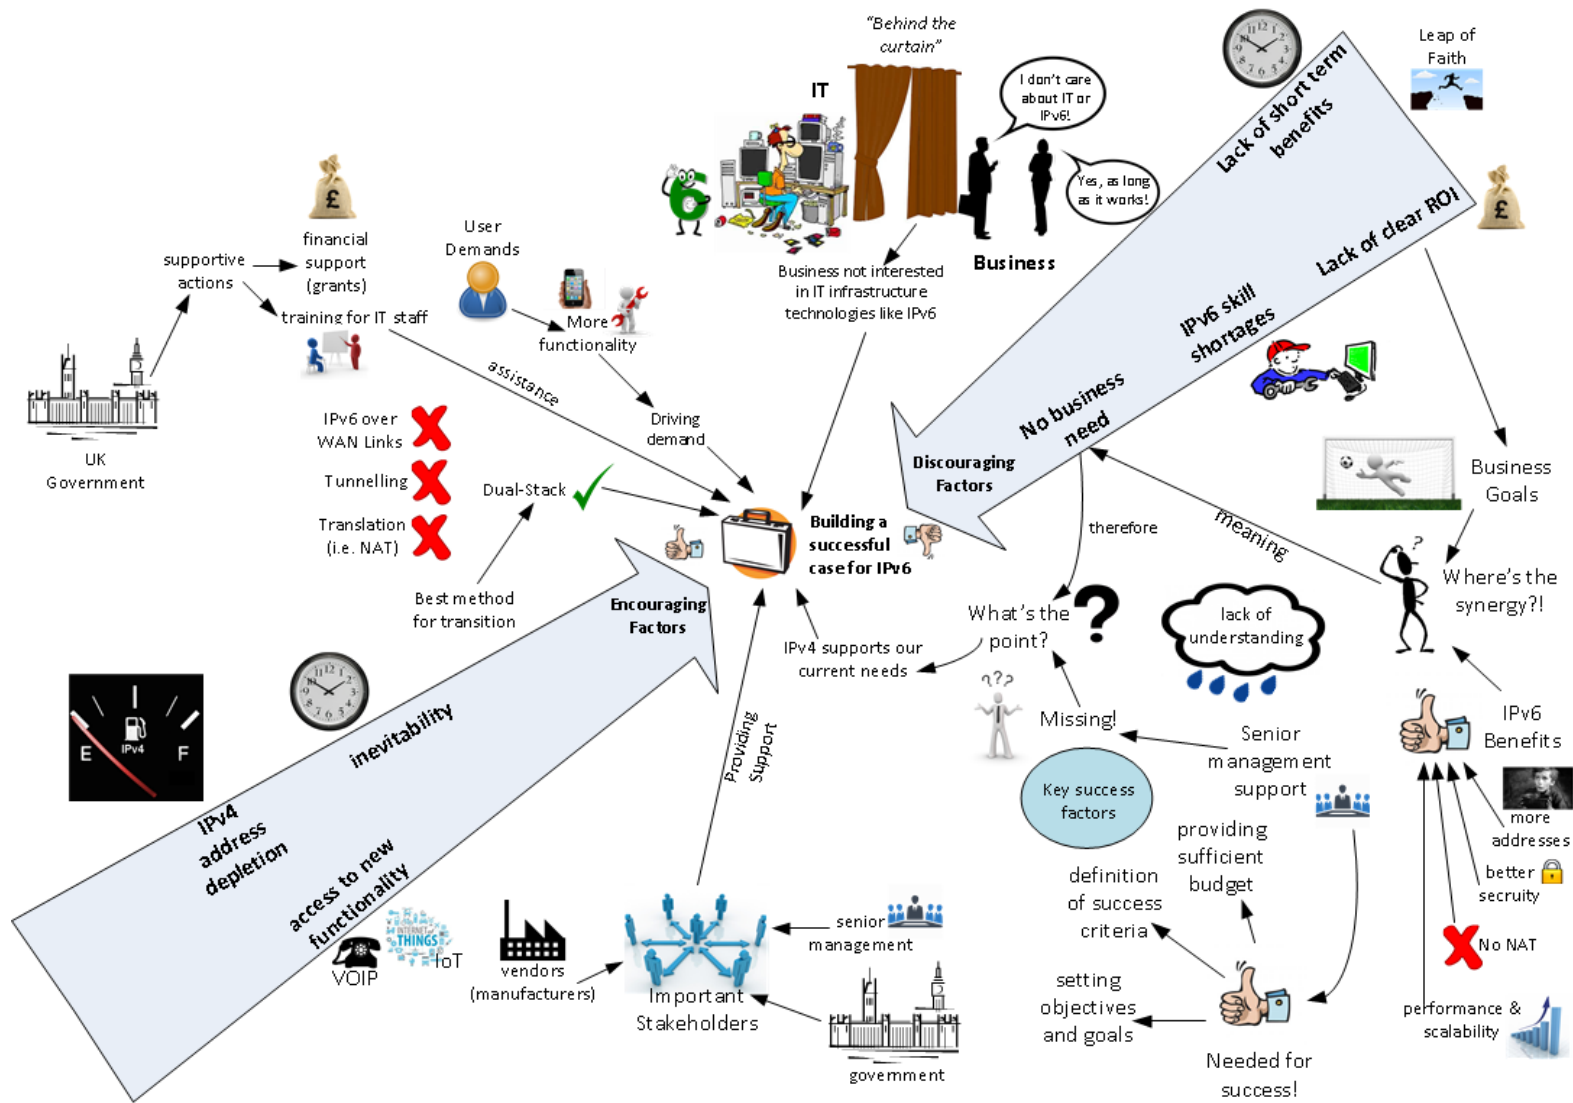 "Behind the
curtain"
IT
I don't care
about IT or
IPv6!
Yes, as long
as it works!
Business
Business not interested
in IT infrastructure
technologies like IPv6
Leap of
Faith
Lack of short term
benefits
Lack of clear ROI
IPv6 skill
shortages
No business
need
Discouraging
Factors
£
£
financial
support
(grants)
supportive
actions
training for IT staff
UK
Government
assistance
User
Demands
More
functionality
Driving
demand
IPv6 over
WAN Links
Tunnelling
Translation
(i.e. NAT)
Dual-Stack
Best method
for transition
Building a
successful
case for IPv6
Encouraging
Factors
inevitability
IPv4
address
depletion
access to new
functionality
E
IPv4
F
VOIP
INTERNET OF
THINGS
IoT
vendors
(manufacturers)
Important
Stakeholders
senior
management
government
Providing
Support
IPv4 supports our
current needs
What's the
point?
?
therefore
meaning
???
Missing!
Key success
factors
lack of
understanding
Senior
management
support
providing
sufficient
budget
definition
of success
criteria
setting
objectives
and goals
Needed for
success!
Business
Goals
?
Where's the
synergy?!
IPv6
Benefits
more
addresses
better
secruity
No NAT
performance &
scalability